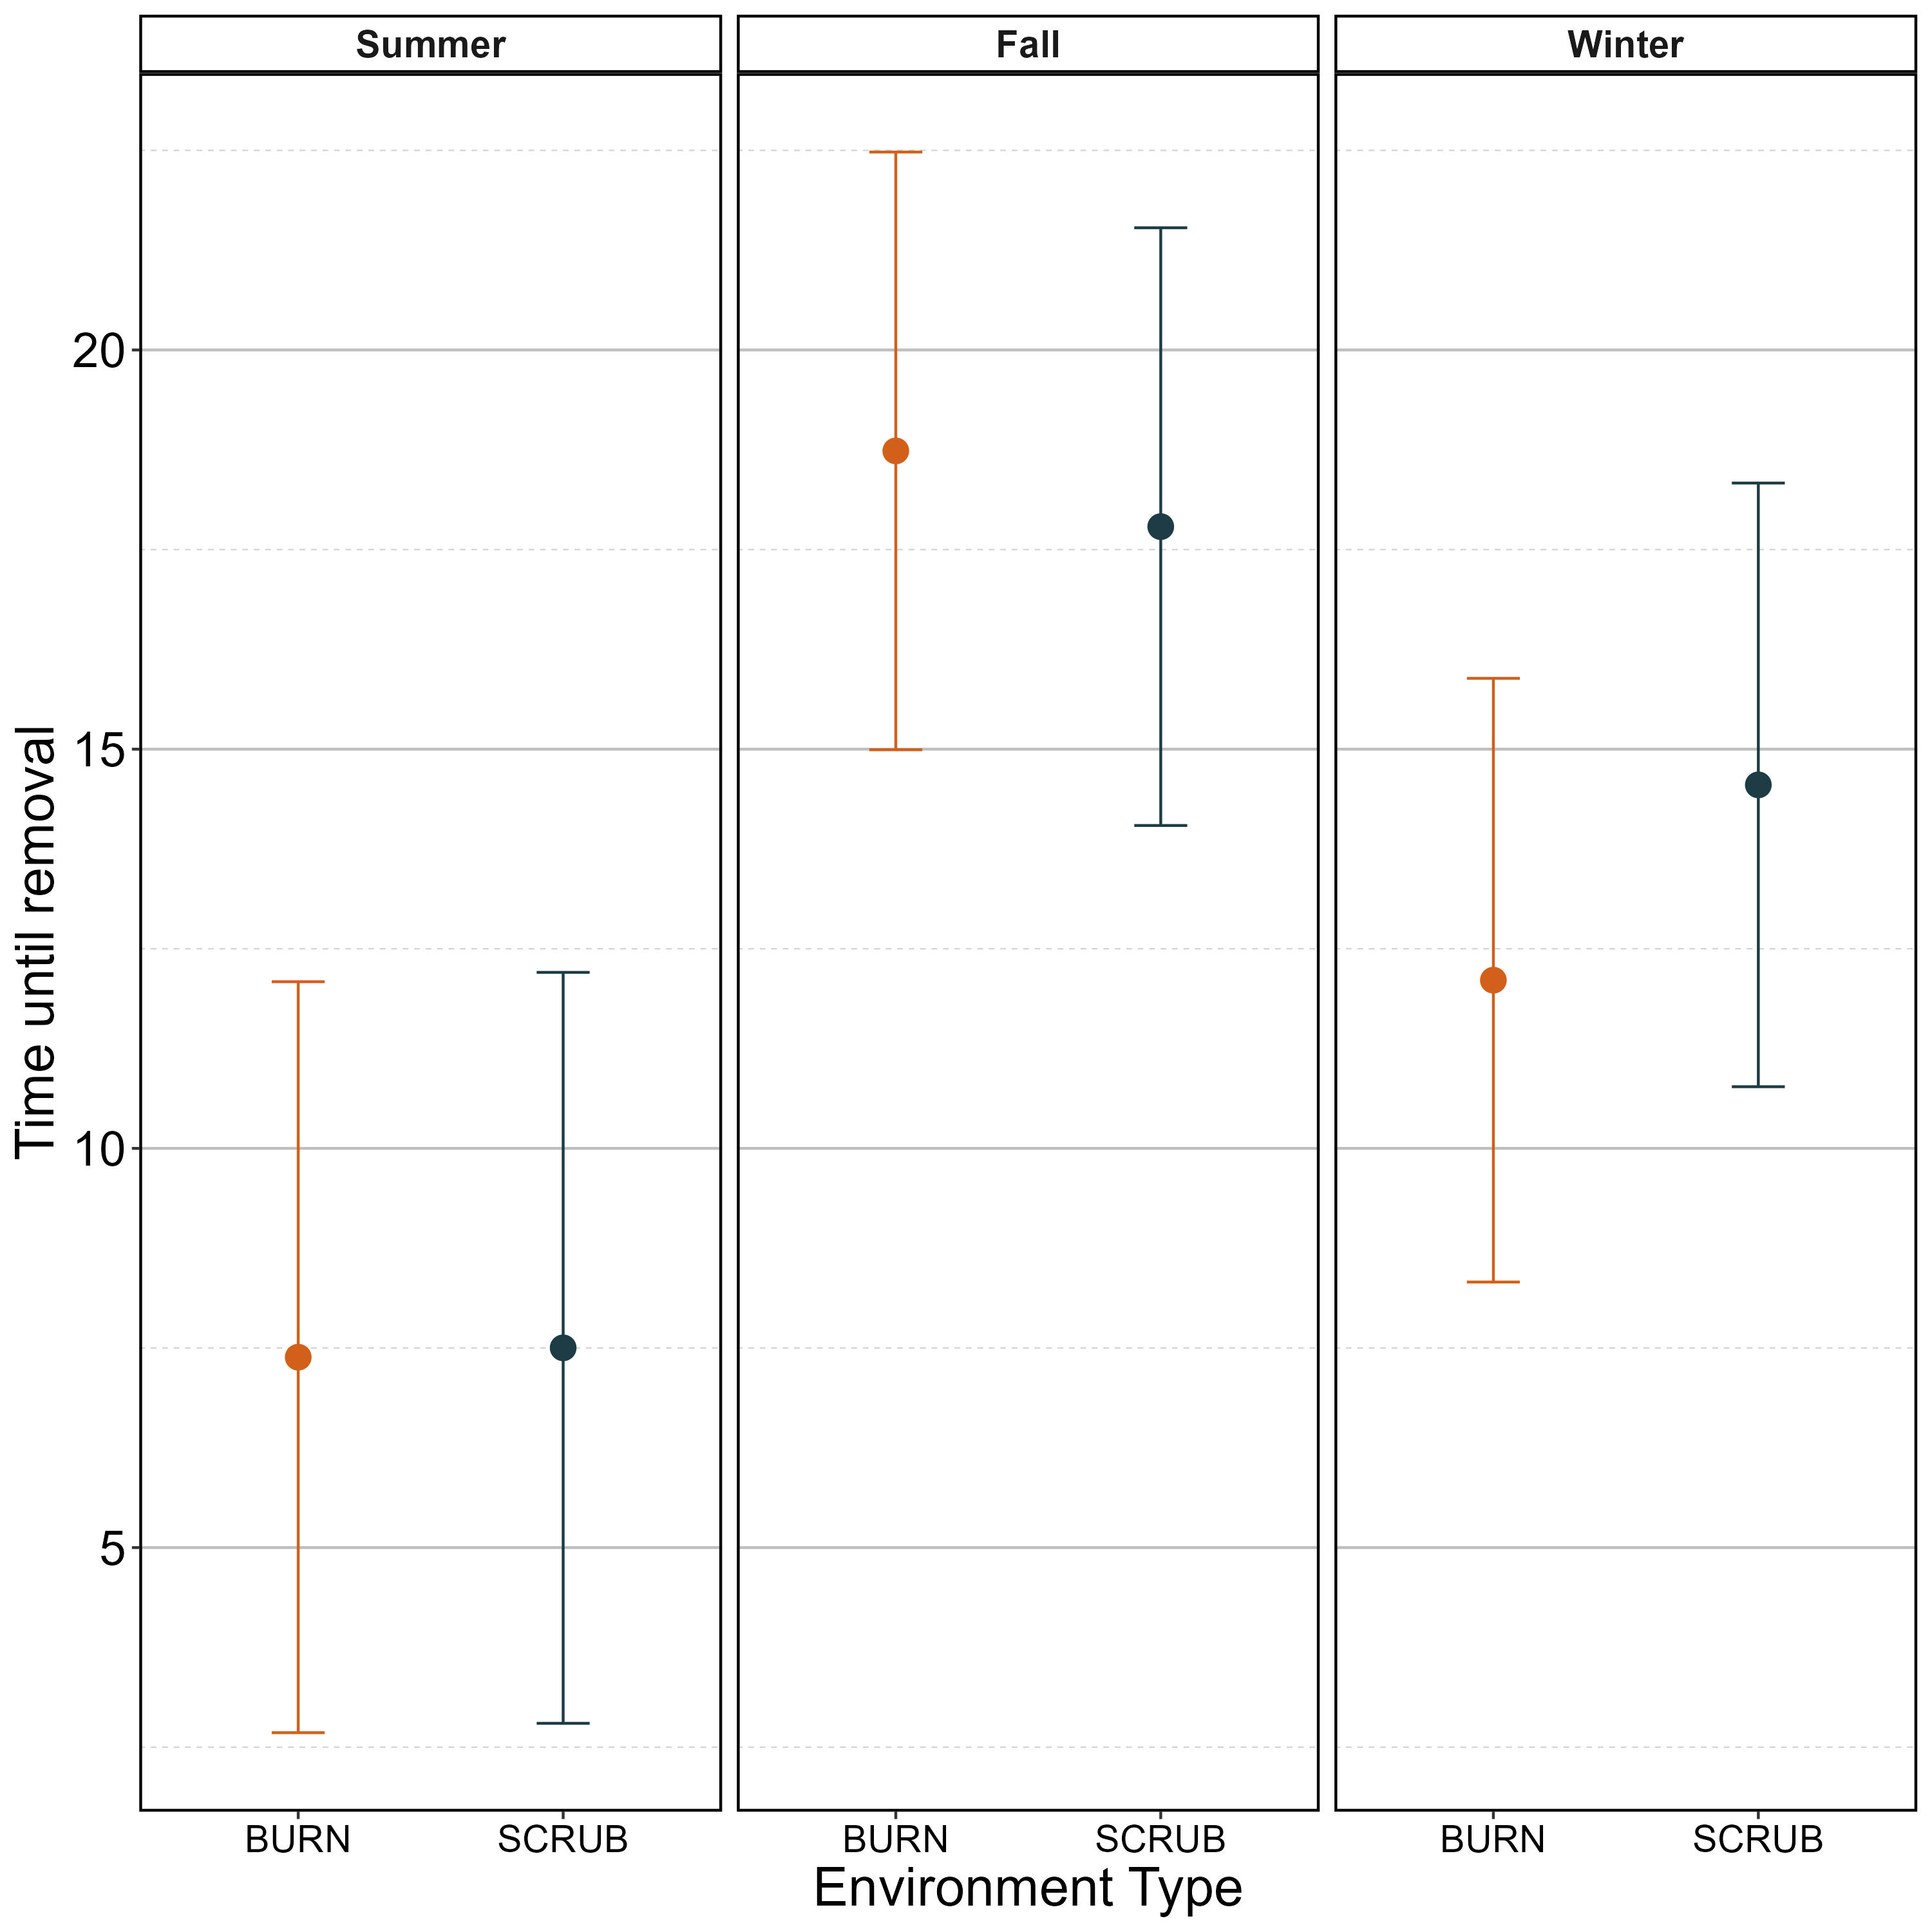 Summer Fall Winter
20
15
10
5
Time until removal
BURN SCRUB BURN SCRUB BURN SCRUB
Environment Type